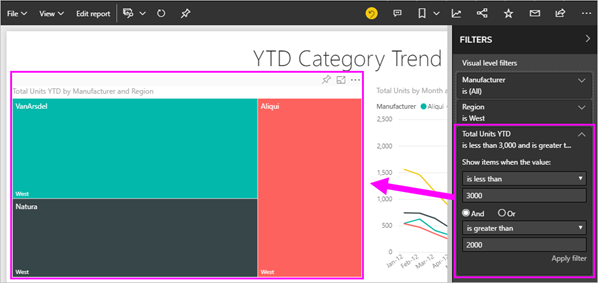 File View Edit report
FILTERS
YTD Category Trend
Visual level filters
Manufacturer
is (All)
Region
is West
Total Units YTD by Manufacturer and Region
VanArsdel
West
Natura
West
Aliqui
West
Total Units YTD by Month a
Manufacturer Aliqui
2,500
2,000
1,500
1,000
500
0
Jan-12 Feb-12 Mar-12 Apr-12
Total Units YTD
is less than 3,000 and is greater t...
Show items when the value:
is less than
3000
And Or
is greater than
2000
Apply filter